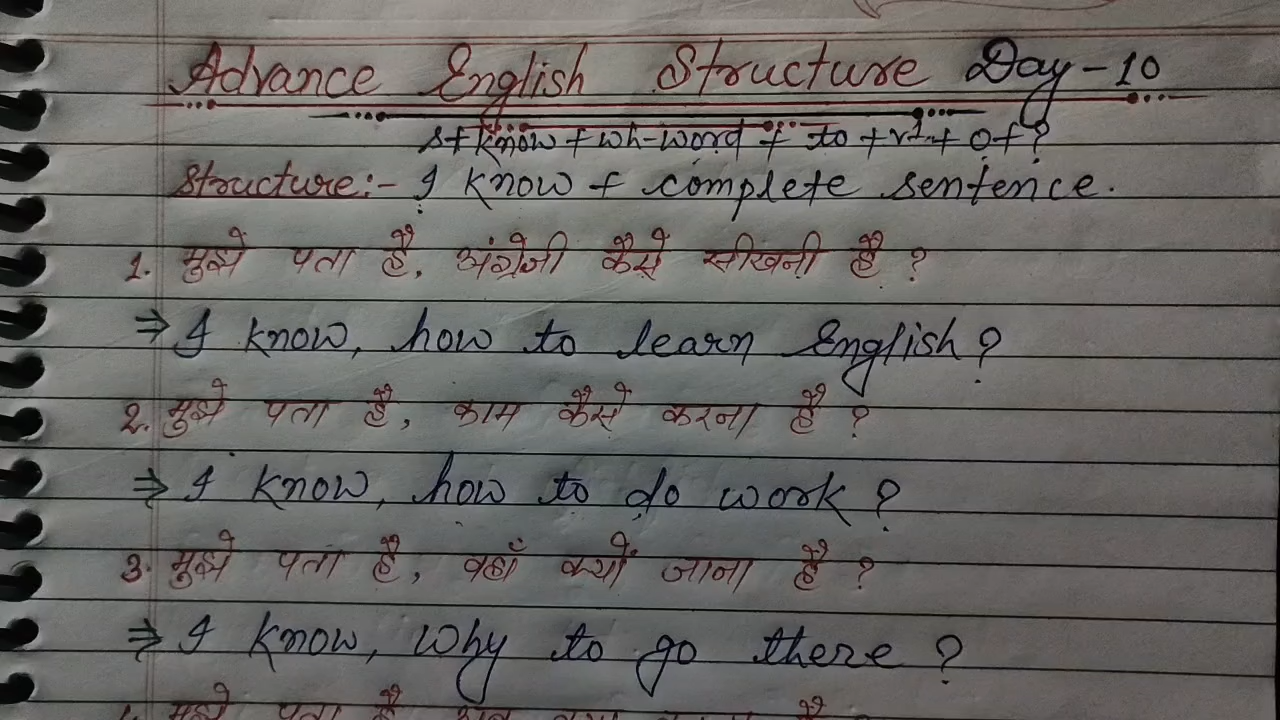 Advance English Structure Day-10
S+ know + wh-word + to + v1 + O+?
Structure:- I know + complete sentence.
1. मुझे पता है, अंग्रेजी कैसे सीखनी है ?
⇒ I know, how to learn English?
2. मुझे पता है, काम कैसे करना है ?
⇒ I know, how to do work ?
3. मुझे पता है, वहाँ क्यों जाना है ?
⇒ I know, why to go there ?
मुझे पता है